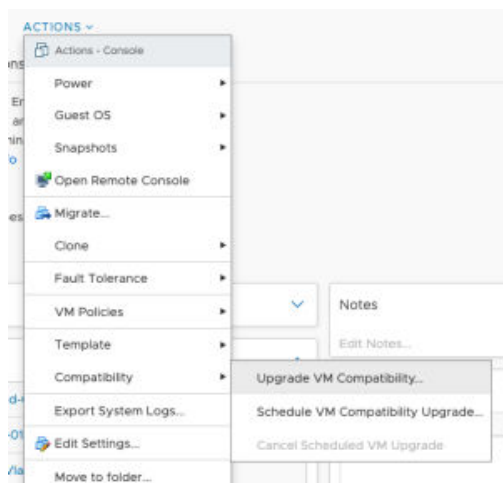 ACTIONS
Actions - Console
Power
Guest OS
Snapshots
Open Remote Console
Migrate...
Clone
Fault Tolerance
VM Policies
Notes
Template
Edit Notes...
Compatibility
Upgrade VM Compatibility...
Export System Logs...
Schedule VM Compatibility Upgrade...
Edit Settings...
Cancel Scheduled VM Upgrade
Move to folder...